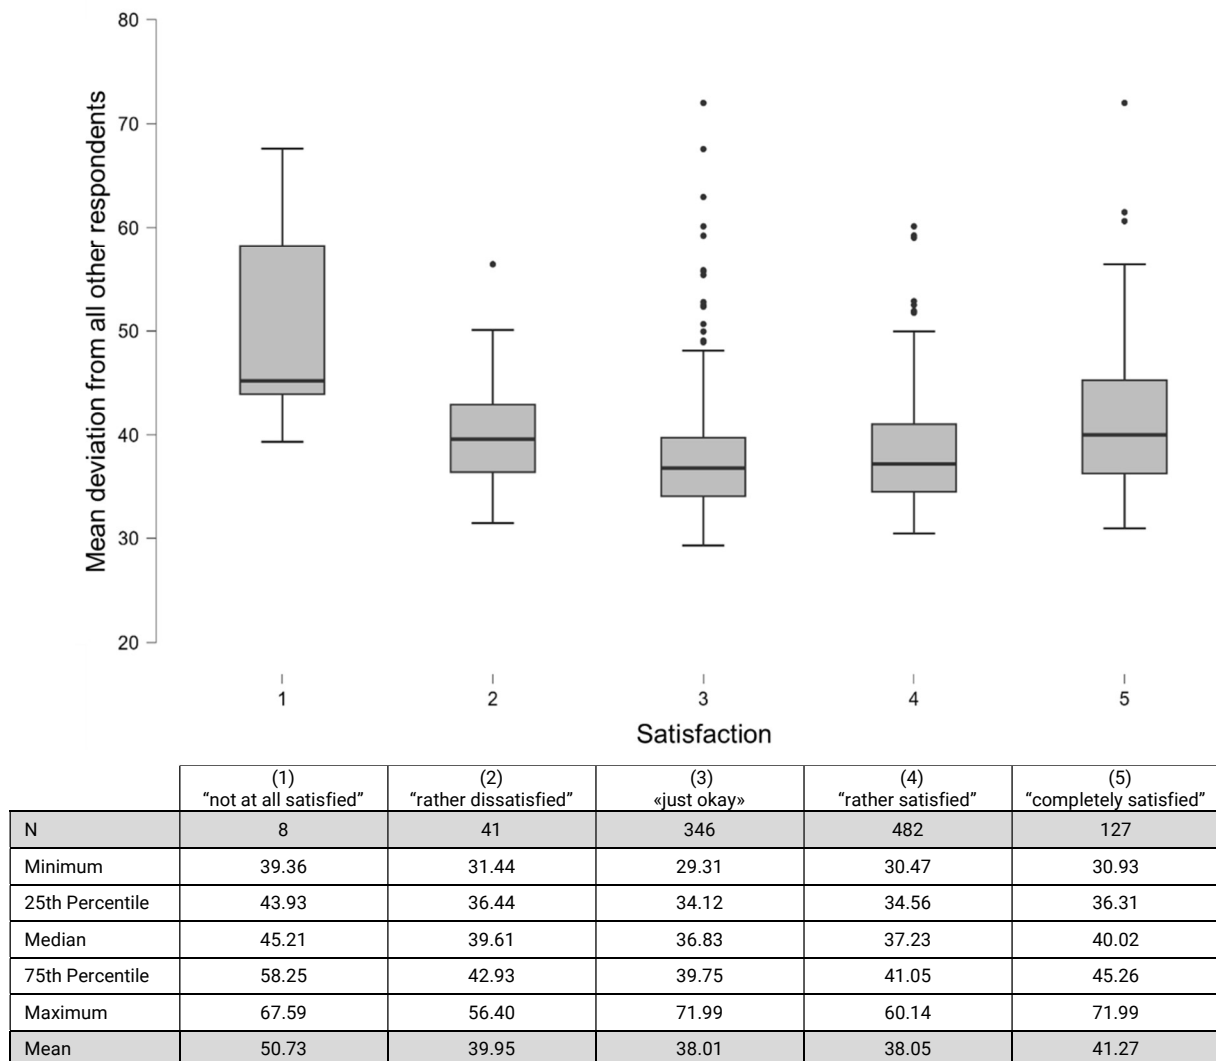 80
70
60
50
40
30
20
Mean deviation from all other respondents
1 2 3 4 5
Satisfaction
(1) (2) (3) (4) (5)
“not at all satisfied” “rather dissatisfied” «just okay» “rather satisfied” “completely satisfied”
N 8 41 346 482 127
Minimum 39.36 31.44 29.31 30.47 30.93
25th Percentile 43.93 36.44 34.12 34.56 36.31
Median 45.21 39.61 36.83 37.23 40.02
75th Percentile 58.25 42.93 39.75 41.05 45.26
Maximum 67.59 56.40 71.99 60.14 71.99
Mean 50.73 39.95 38.01 38.05 41.27